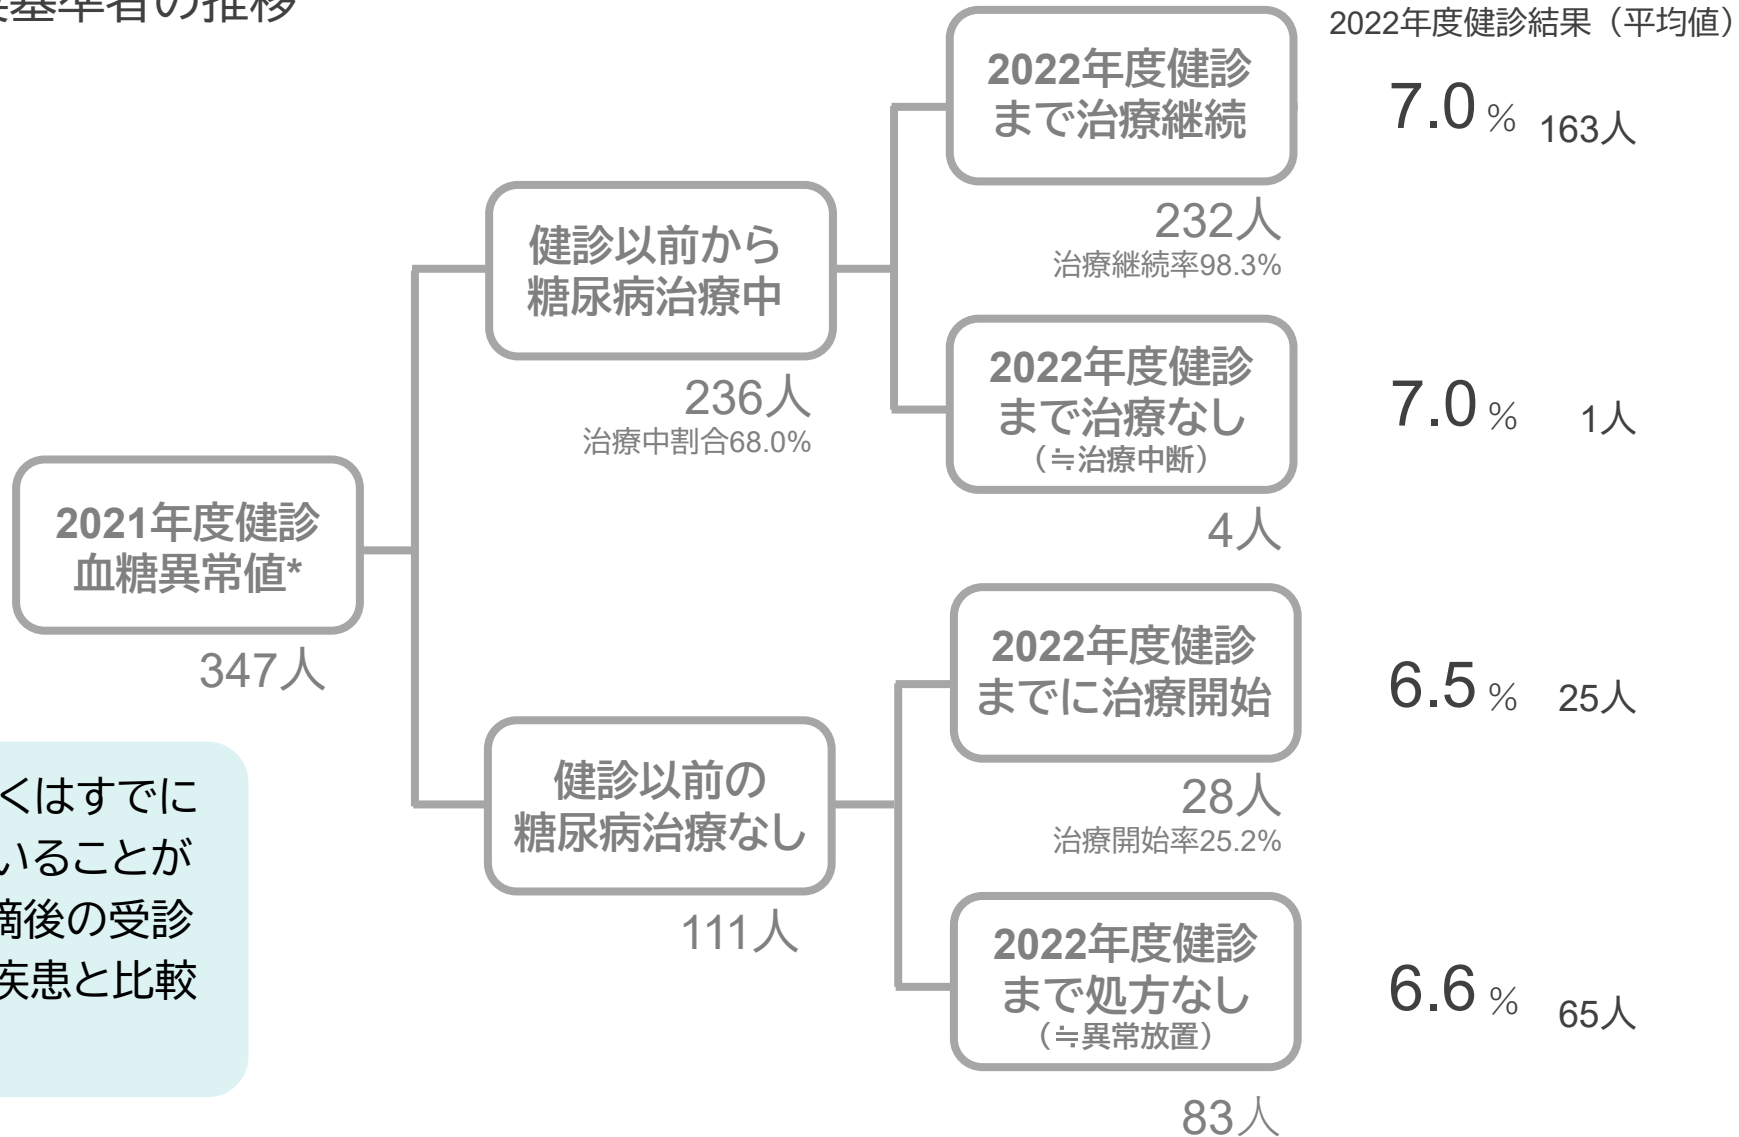 基準者の推移
2022年度健診結果（平均値）
2022年度健診
まで治療継続
7.0 % 163人
232人
治療継続率98.3%
健診以前から
糖尿病治療中
236人
治療中割合68.0%
2022年度健診
まで治療なし
（≒治療中断）
7.0 % 1人
4人
2021年度健診
血糖異常値*
347人
2022年度健診
までに治療開始
6.5 % 25人
28人
治療開始率25.2%
健診以前の
糖尿病治療なし
111人
2022年度健診
まで処方なし
（≒異常放置）
6.6 % 65人
83人
くはすでに
いることが
摘後の受診
疾患と比較